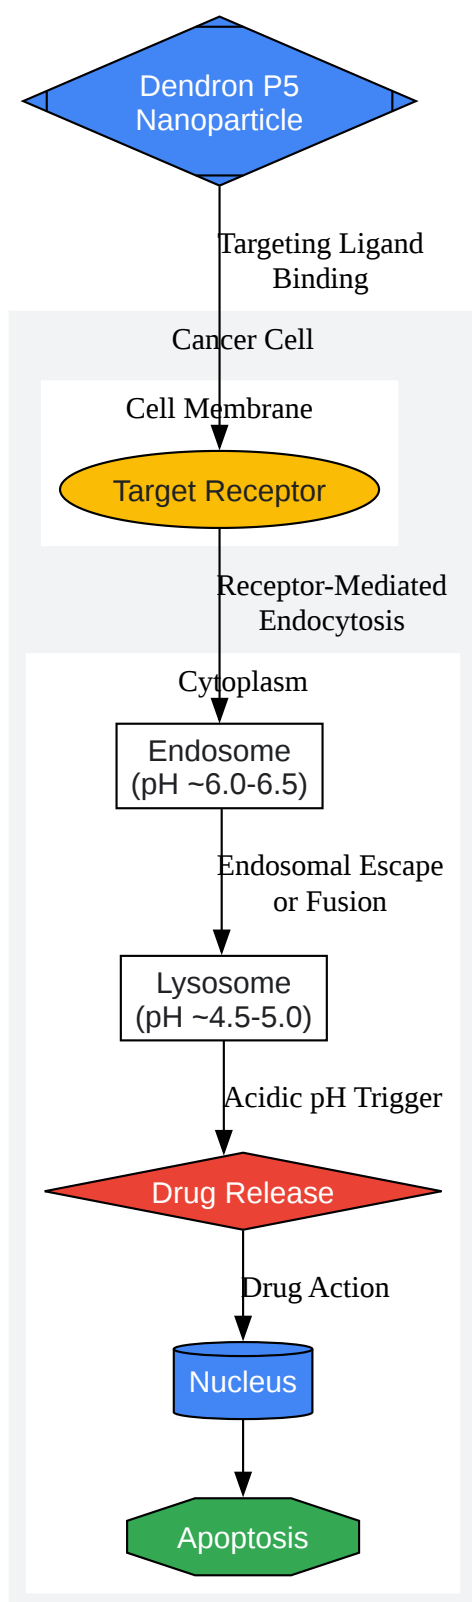 Dendron P5
Nanoparticle
Targeting Ligand
Binding
Cancer Cell
Cell Membrane
Target Receptor
Receptor-Mediated
Endocytosis
Cytoplasm
Endosome
(pH ~6.0-6.5)
Endosomal Escape
or Fusion
Lysosome
(pH ~4.5-5.0)
Acidic pH Trigger
Drug Release
Drug Action
Nucleus
Apoptosis